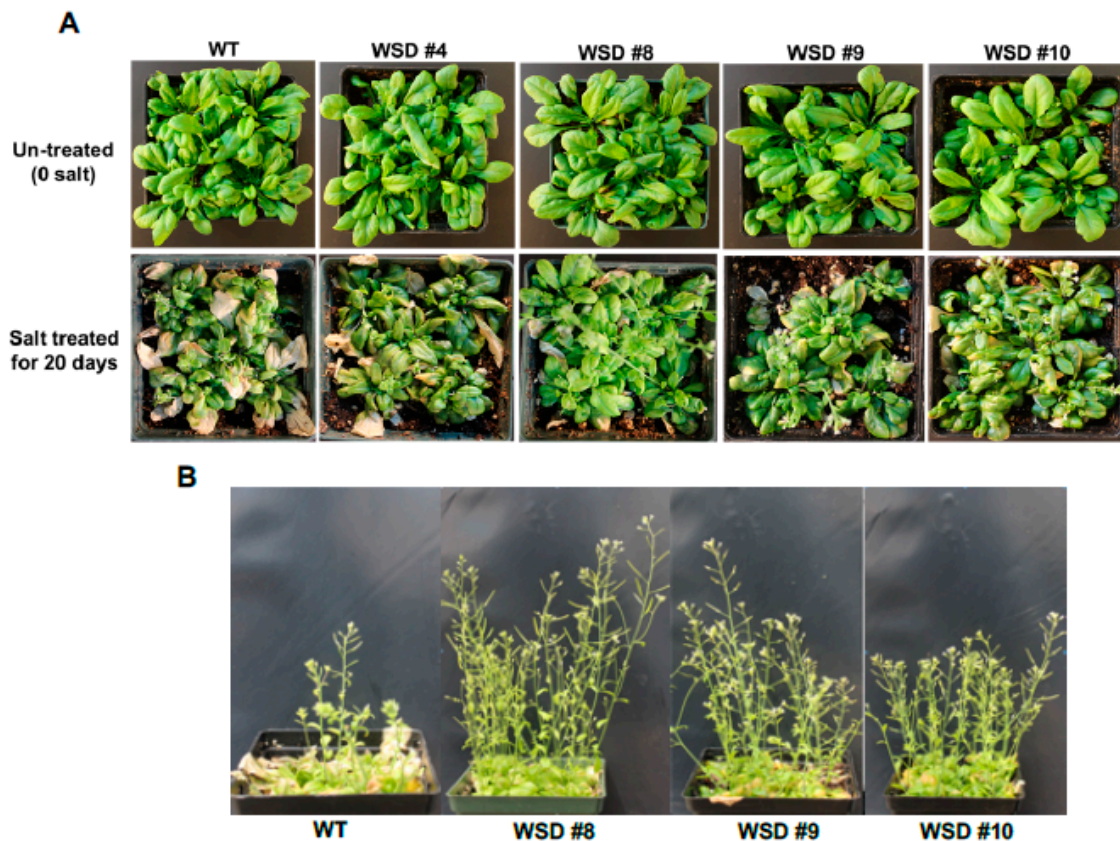 A
WT
WSD #4
WSD #8
WSD #9
WSD #10
Un-treated
(0 salt)
Salt treated
for 20 days
B
WT
WSD #8
WSD #9
WSD #10